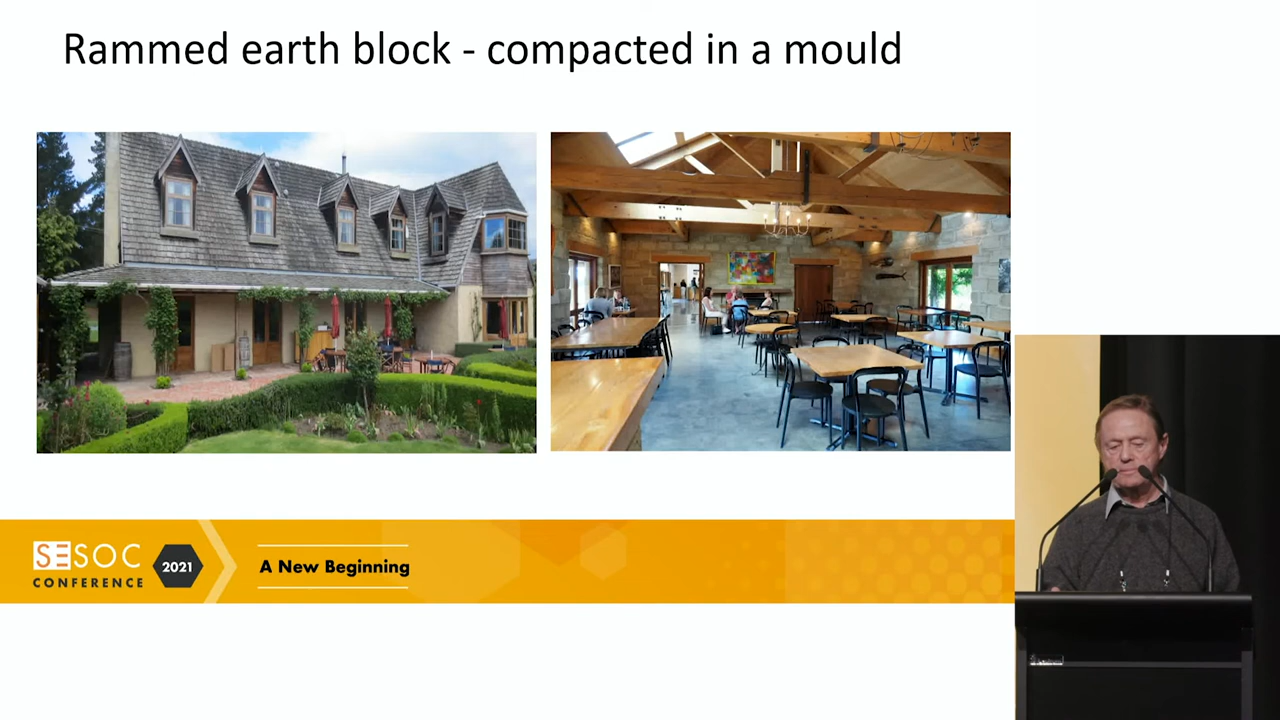 Rammed earth block - compacted in a mould
SESOC
CONFERENCE
2021
A New Beginning